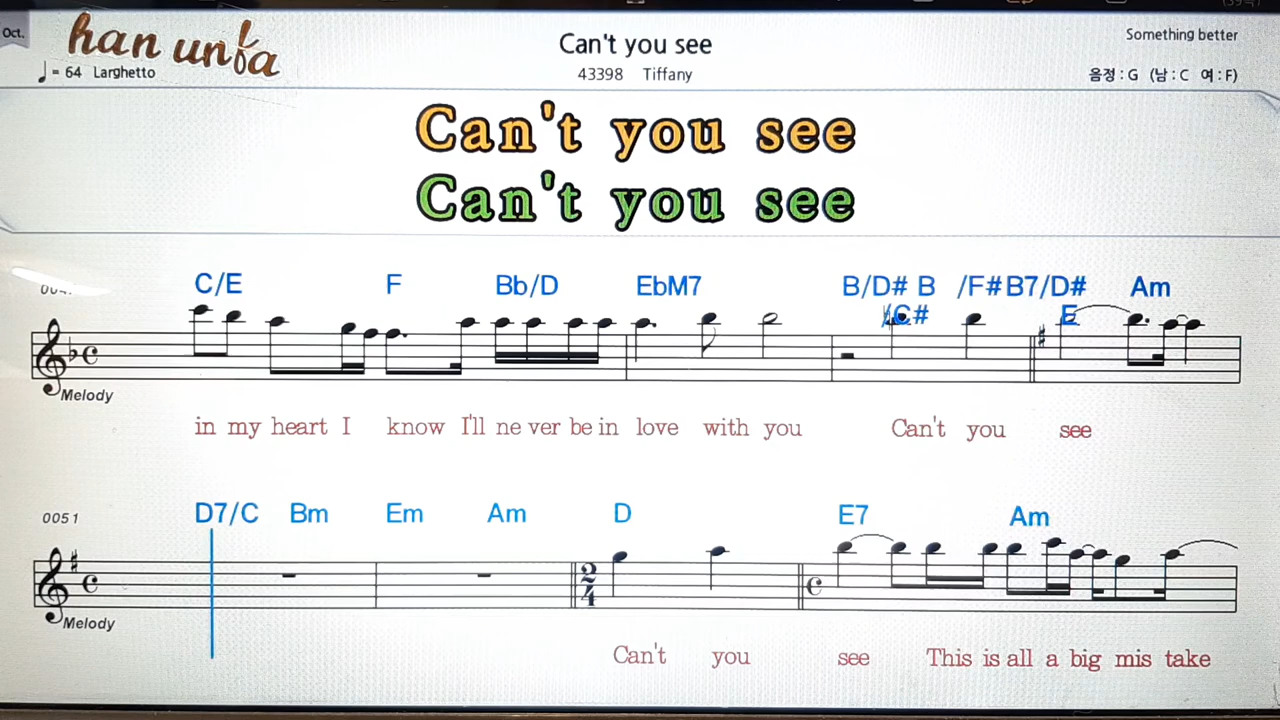 Oct.
han unfa
Can't you see
Something better
♩ = 64 Larghetto
43398 Tiffany
음정 : G (남 : C 여 : F)
Can't you see
Can't you see
C/E F Bb/D EbM7 B/D# B /F# B7/D# Am
/C# E
Melody
in my heart I know I'll ne ver be in love with you Can't you see
0051
D7/C Bm Em Am D E7 Am
2/4
Melody
Can't you see This is all a big mis take